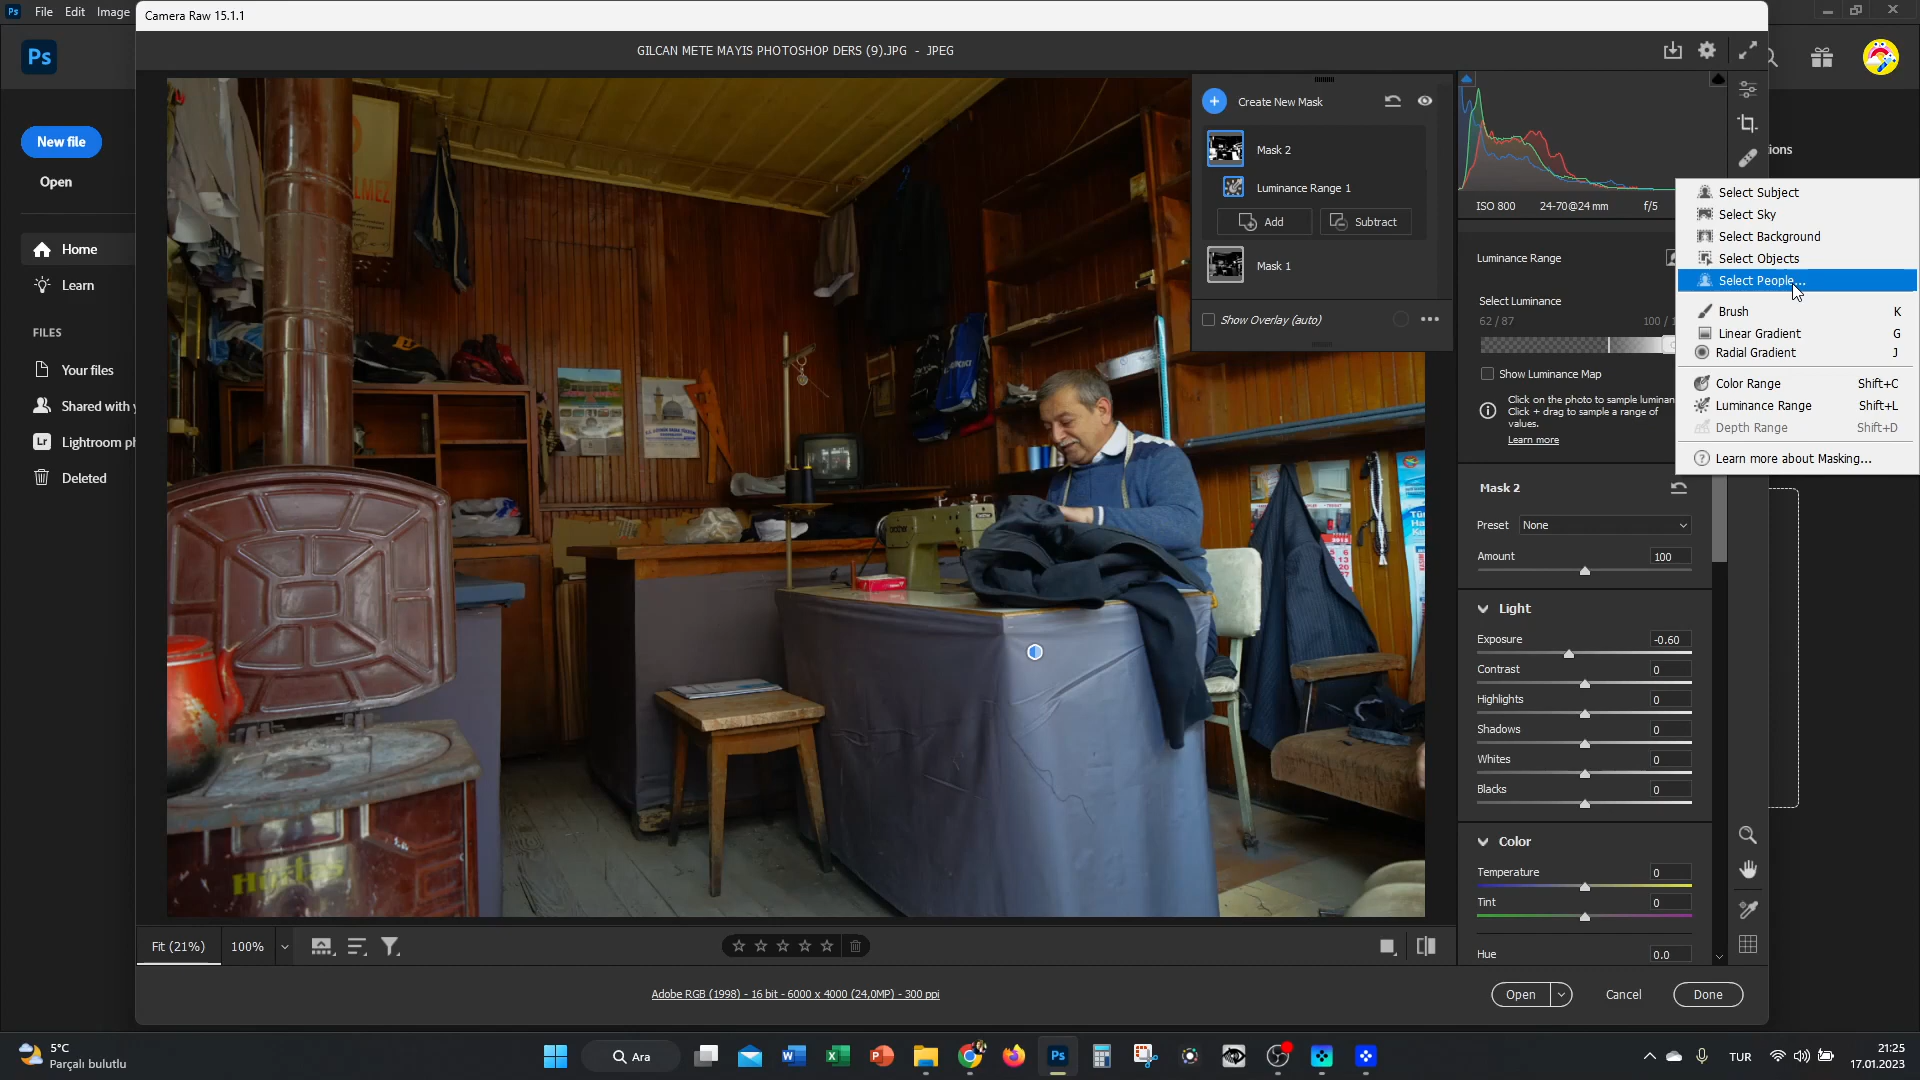 Ps
File
Edit
Image
Camera Raw 15.1.1
GILCAN METE MAYIS PHOTOSHOP DERS (9).JPG - JPEG
Ps
New file
Open
Home
Learn
FILES
Your files
Shared with y
Lr
Lightroom ph
Deleted
Create New Mask
Mask 2
Luminance Range 1
Add
Subtract
Mask 1
Show Overlay (auto)
ISO 800
24-70@24 mm
f/5
ions
Luminance Range
Select Luminance
62 / 87
100 / 1
Show Luminance Map
Click on the photo to sample luminan
Click + drag to sample a range of
values.
Learn more
Select Subject
Select Sky
Select Background
Select Objects
Select People...
Brush K
Linear Gradient G
Radial Gradient J
Color Range Shift+C
Luminance Range Shift+L
Depth Range Shift+D
Learn more about Masking...
Mask 2
Preset None
Amount 100
Light
Exposure -0.60
Contrast 0
Highlights 0
Shadows 0
Whites 0
Blacks 0
Color
Temperature 0
Tint 0
Hue 0.0
brother
Fit (21%)
100%
Adobe RGB (1998) - 16 bit - 6000 x 4000 (24,0MP) - 300 ppi
Open
Cancel
Done
5°C
Parçalı bulutlu
Ara
Ps
TUR
21:25
17.01.2023